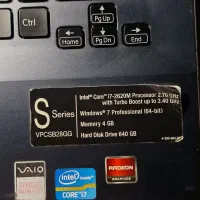 ↑
Pg Up
←
Home
↓
Pg Dn
→
End
S Series
VPCSB28GG
Intel® Core™ i7-2620M Processor 2.70 GHz
with Turbo Boost up to 3.40 GHz
Windows® 7 Professional (64-bit)
Memory 4 GB
Hard Disk Drive 640 GB
VAIO
intel inside™
CORE™ i7
RADEON
GRAPHICS